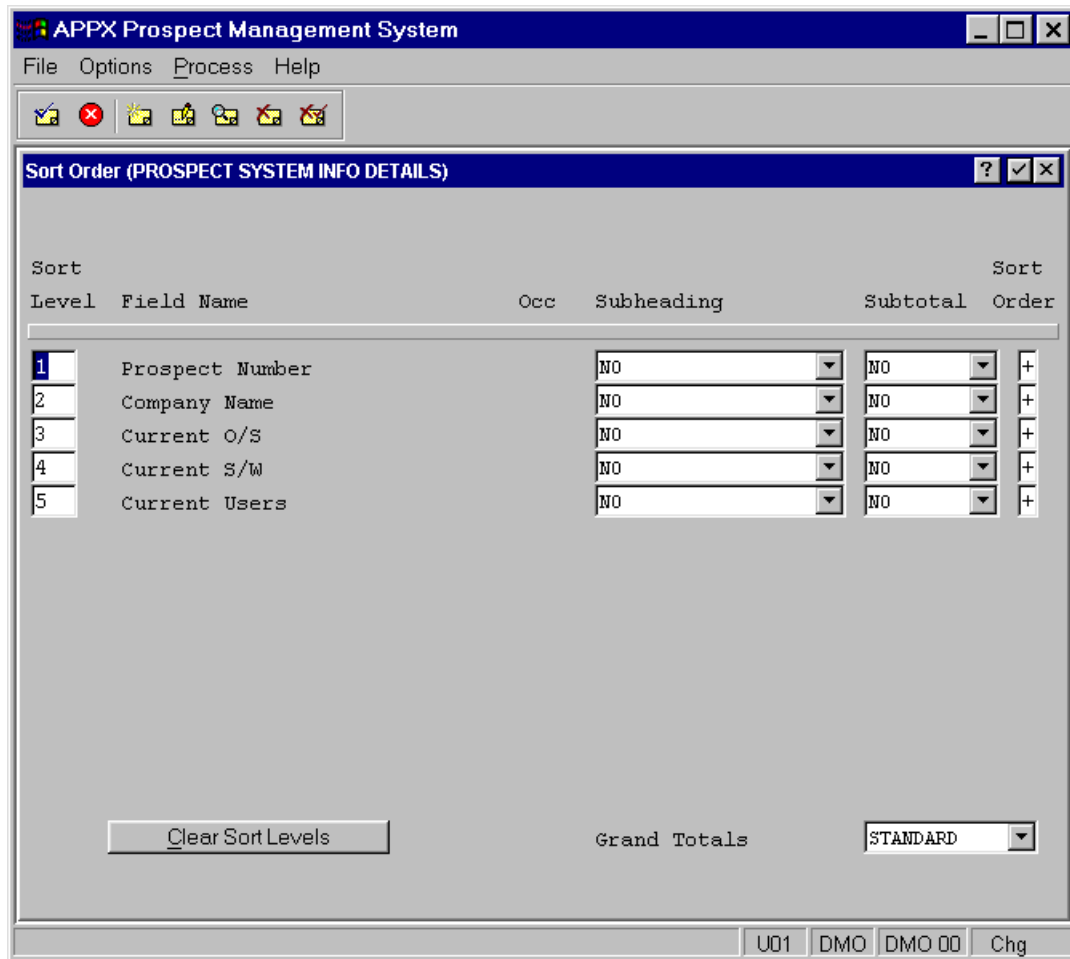 APPX Prospect Management System
File Options Process Help
Sort Order (PROSPECT SYSTEM INFO DETAILS)
Sort Sort
Level Field Name Occ Subheading Subtotal Order
1 Prospect Number NO NO +
2 Company Name NO NO +
3 Current O/S NO NO +
4 Current S/W NO NO +
5 Current Users NO NO +
Clear Sort Levels Grand Totals STANDARD
U01 DMO DMO 00 Chg